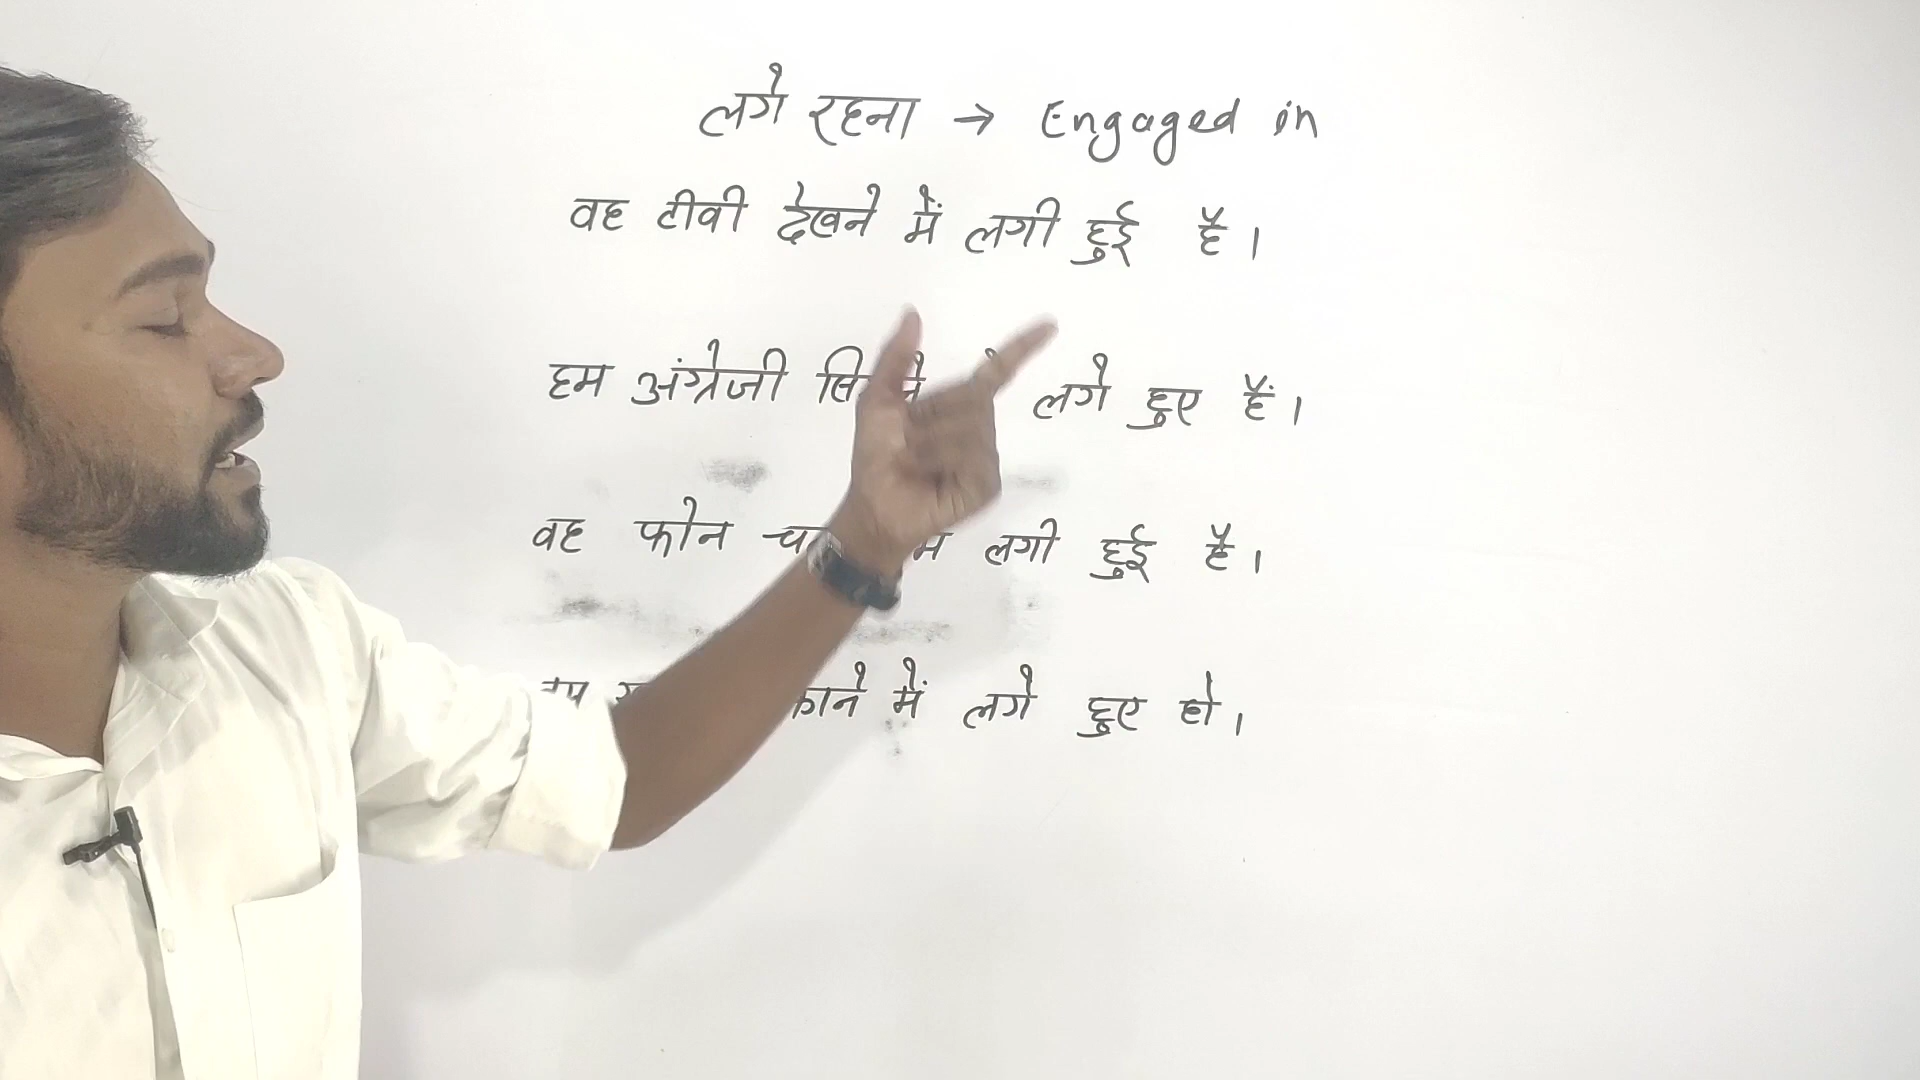 लगे रहना → Engaged in
वह टीवी देखने में लगी हुई है।
हम अंग्रेजी लगे हुए हैं।
वह फोन लगी हुई है।
में लगे हुए हो।